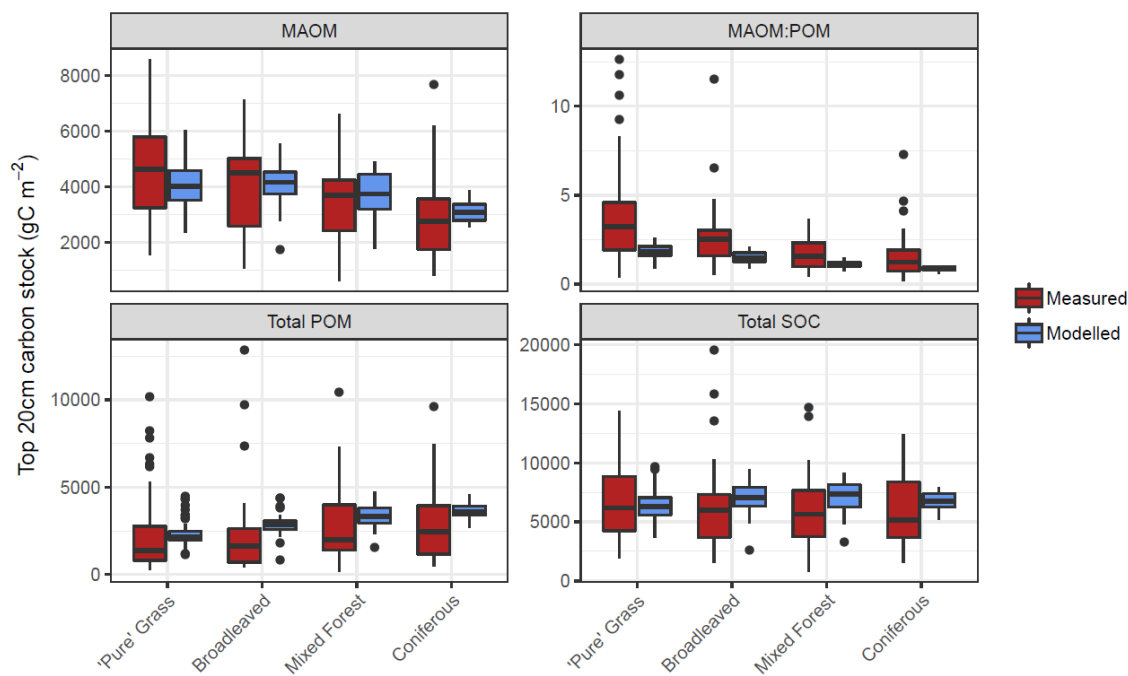 MAOM
MAOM:POM
8000
6000
4000
2000
10
5
0
Top 20cm carbon stock (gC m⁻²)
Total POM
Total SOC
10000
5000
0
20000
15000
10000
5000
0
Measured
Modelled
'Pure' Grass
Broadleaved
Mixed Forest
Coniferous
'Pure' Grass
Broadleaved
Mixed Forest
Coniferous